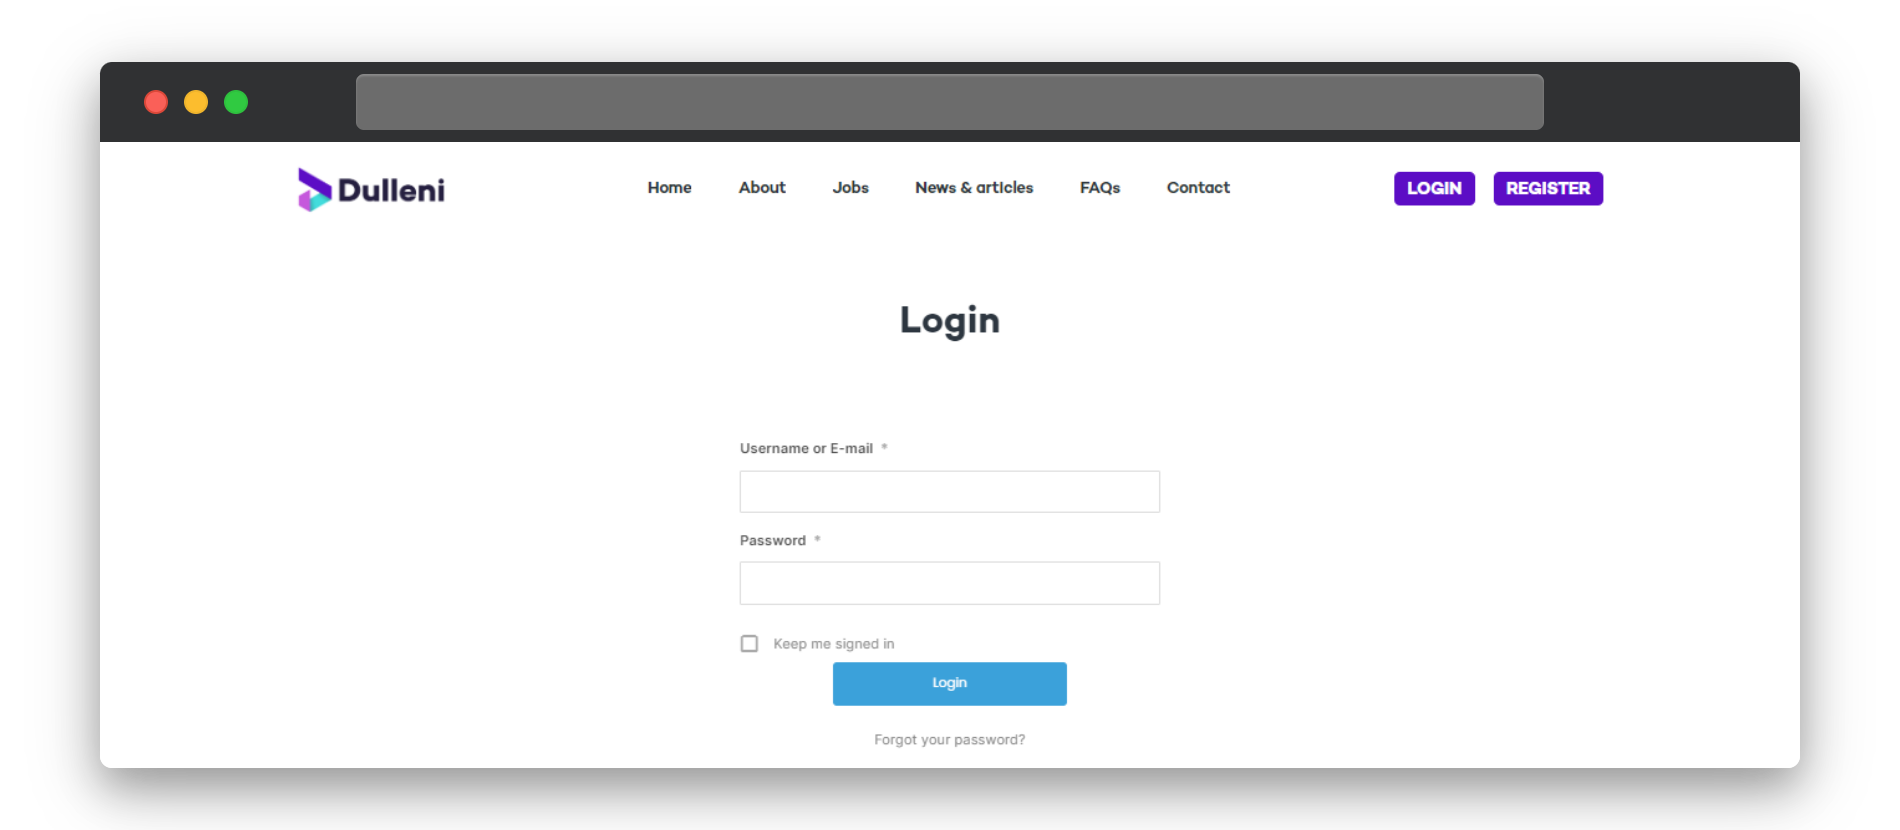 Dulleni
Home About Jobs News & articles FAQs Contact
LOGIN REGISTER
Login
Username or E-mail *
Password *
Keep me signed in
Login
Forgot your password?